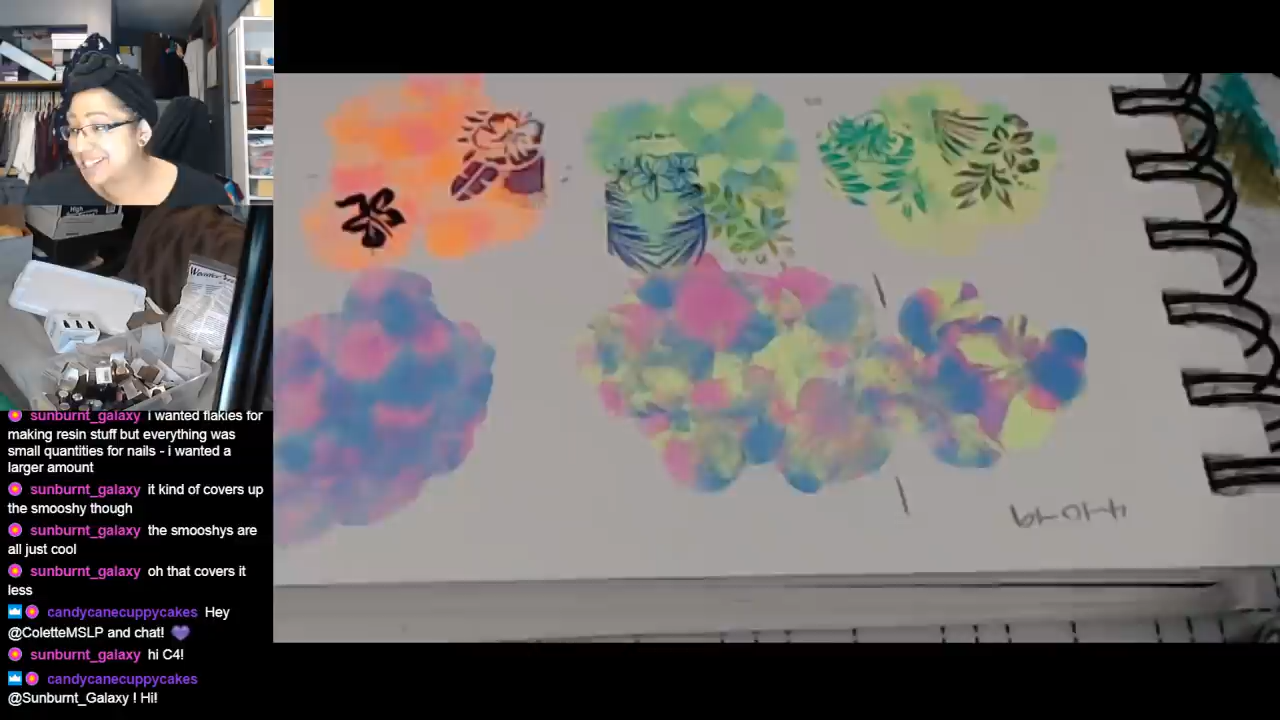 sunburnt_galaxy i wanted flakies for
making resin stuff but everything was
small quantities for nails - i wanted a
larger amount
sunburnt_galaxy it kind of covers up
the smooshy though
sunburnt_galaxy the smooshys are
all just cool
sunburnt_galaxy oh that covers it
less
candycanecuppycakes Hey
@ColetteMSLP and chat!
sunburnt_galaxy hi C4!
candycanecuppycakes
@Sunburnt_Galaxy ! Hi!